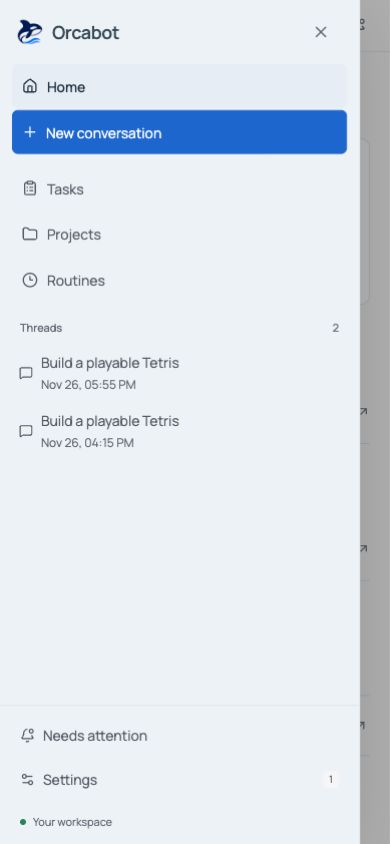 Orcabot
Home
New conversation
Tasks
Projects
Routines
Threads 2
Build a playable Tetris
Nov 26, 05:55 PM
Build a playable Tetris
Nov 26, 04:15 PM
Needs attention
Settings 1
Your workspace